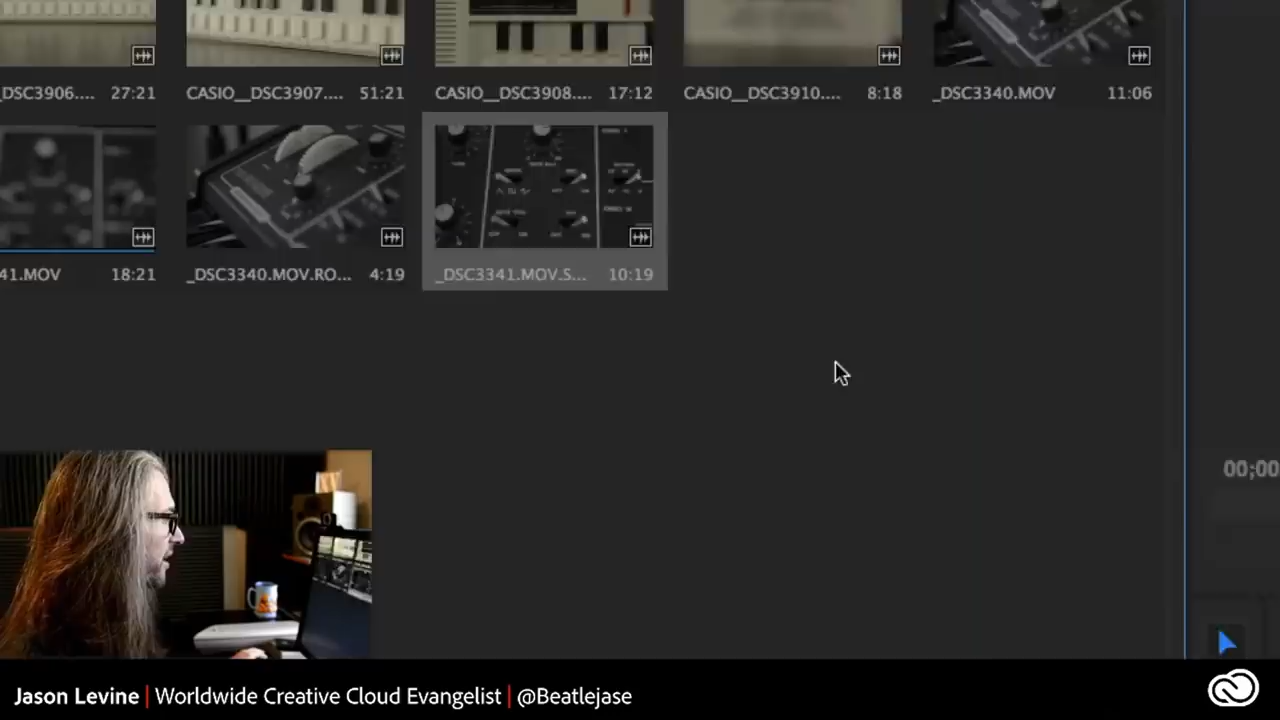 _DSC3906.... 27:21 CASIO__DSC3907.... 51:21 CASIO__DSC3908.... 17:12 CASIO__DSC3910.... 8:18 _DSC3340.MOV 11:06
41.MOV 18:21 _DSC3340.MOV.RO... 4:19 _DSC3341.MOV.S... 10:19
00;00
Jason Levine | Worldwide Creative Cloud Evangelist | @Beatlejase